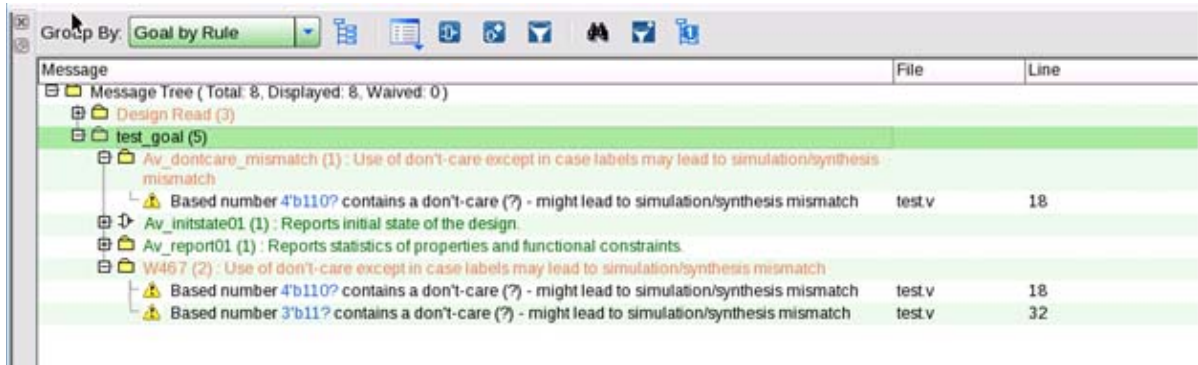 Group By: Goal by Rule
Message File Line
Message Tree ( Total: 8, Displayed: 8, Waived: 0 )
Design Read (3)
test_goal (5)
Av_dontcare_mismatch (1) : Use of don't-care except in case labels may lead to simulation/synthesis
mismatch
Based number 4'b110? contains a don't-care (?) - might lead to simulation/synthesis mismatch test.v 18
Av_initstate01 (1) : Reports initial state of the design.
Av_report01 (1) : Reports statistics of properties and functional constraints.
W467 (2) : Use of don't-care except in case labels may lead to simulation/synthesis mismatch
Based number 4'b110? contains a don't-care (?) - might lead to simulation/synthesis mismatch test.v 18
Based number 3'b11? contains a don't-care (?) - might lead to simulation/synthesis mismatch test.v 32